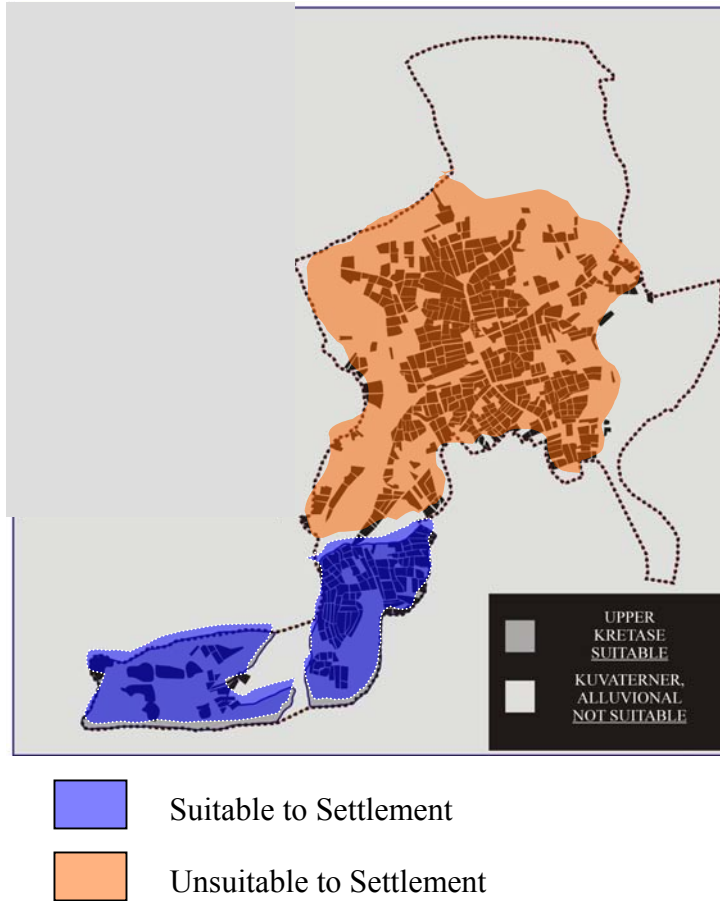 UPPER
KRETASE
SUITABLE
KUVATERNER,
ALLUVIONAL
NOT SUITABLE
Suitable to Settlement
Unsuitable to Settlement